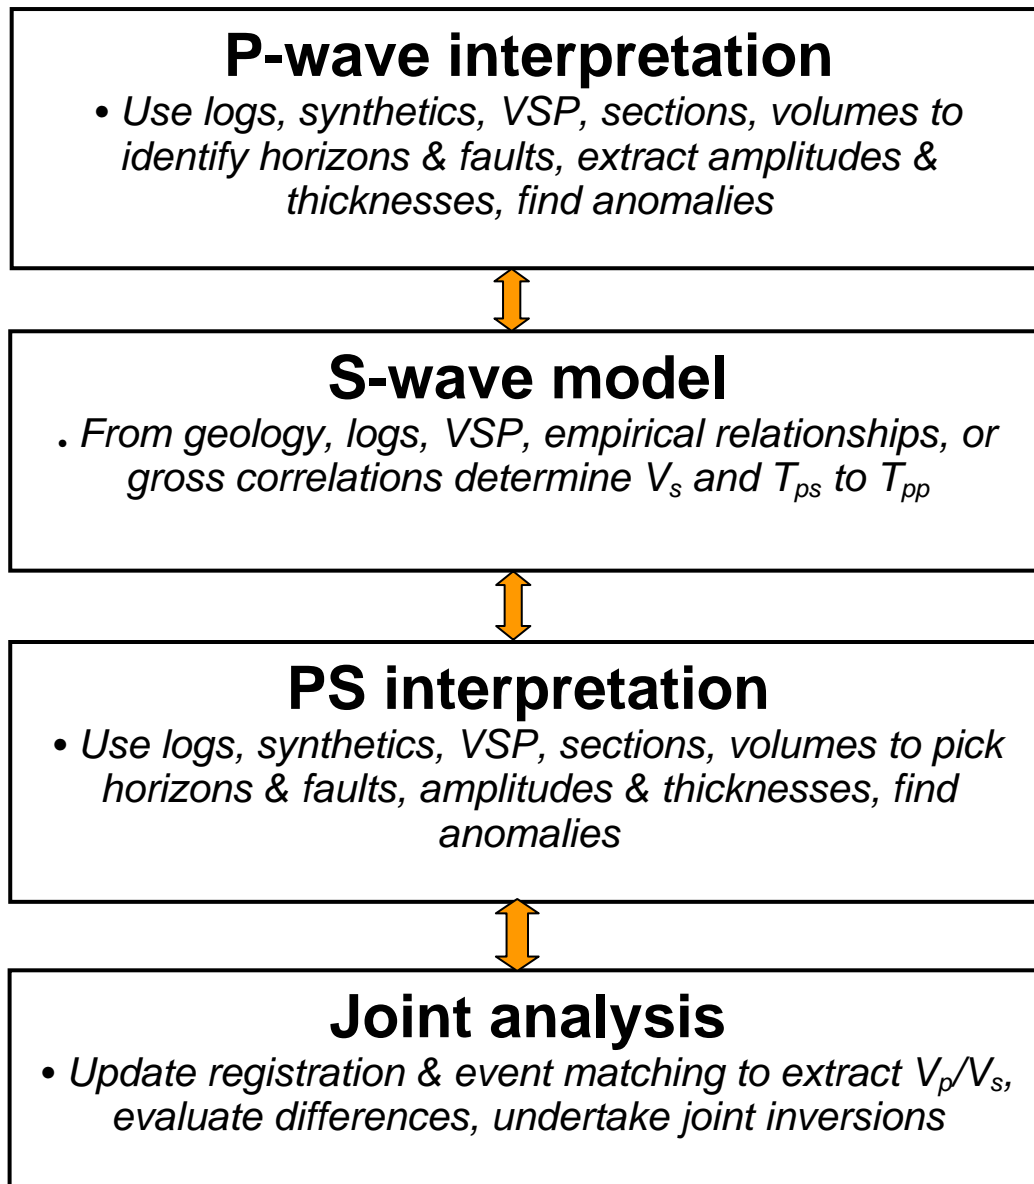 P-wave interpretation
• Use logs, synthetics, VSP, sections, volumes to
identify horizons & faults, extract amplitudes &
thicknesses, find anomalies
S-wave model
. From geology, logs, VSP, empirical relationships, or
gross correlations determine Vs and Tps to Tpp
PS interpretation
• Use logs, synthetics, VSP, sections, volumes to pick
horizons & faults, amplitudes & thicknesses, find
anomalies
Joint analysis
• Update registration & event matching to extract Vp/Vs,
evaluate differences, undertake joint inversions